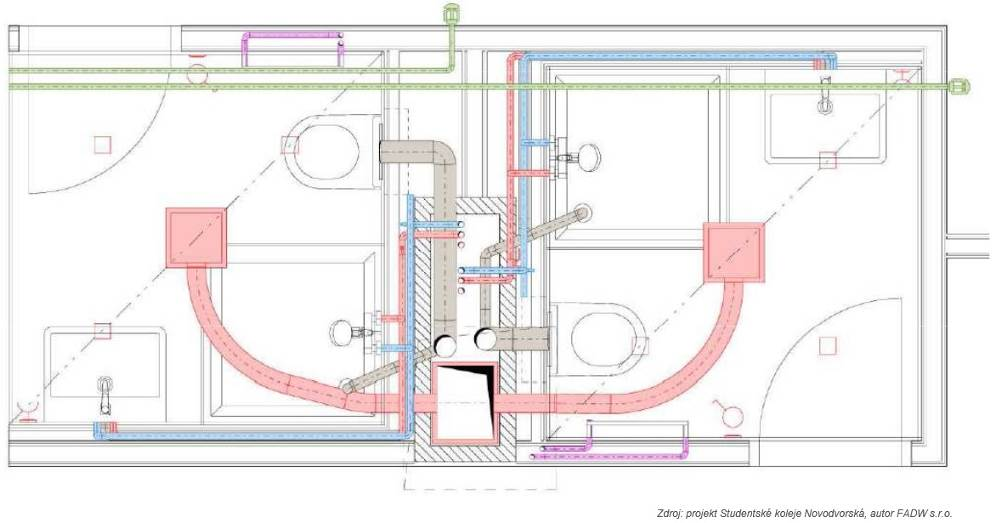 Zdroj: projekt Studentské koleje Novodvorská, autor FADW s.r.o.